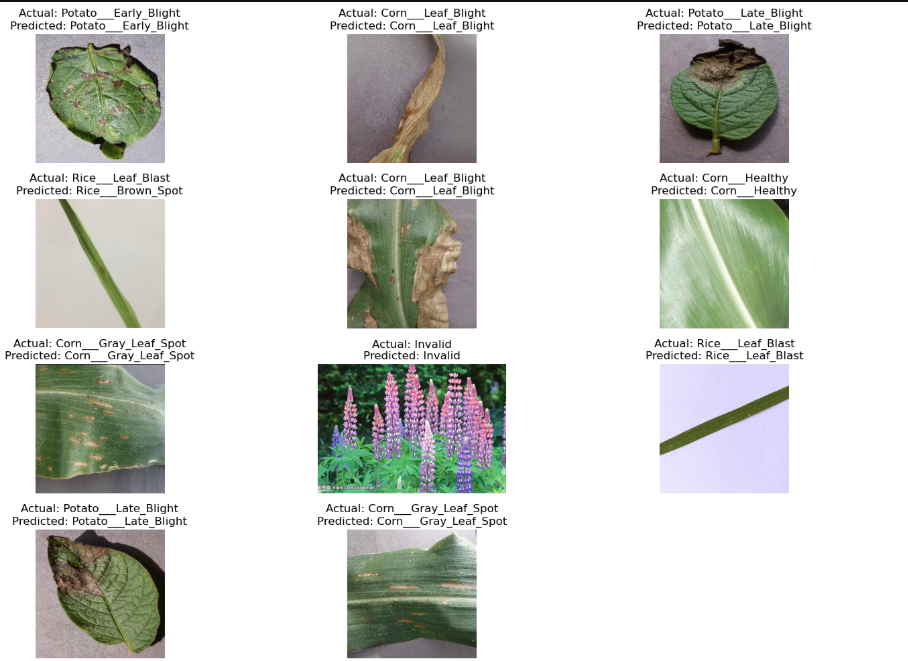 Actual: Potato___Early_Blight
Predicted: Potato___Early_Blight
Actual: Corn___Leaf_Blight
Predicted: Corn___Leaf_Blight
Actual: Potato___Late_Blight
Predicted: Potato___Late_Blight
Actual: Rice___Leaf_Blast
Predicted: Rice___Brown_Spot
Actual: Corn___Leaf_Blight
Predicted: Corn___Leaf_Blight
Actual: Corn___Healthy
Predicted: Corn___Healthy
Actual: Corn___Gray_Leaf_Spot
Predicted: Corn___Gray_Leaf_Spot
Actual: Invalid
Predicted: Invalid
Actual: Rice___Leaf_Blast
Predicted: Rice___Leaf_Blast
Actual: Potato___Late_Blight
Predicted: Potato___Late_Blight
Actual: Corn___Gray_Leaf_Spot
Predicted: Corn___Gray_Leaf_Spot